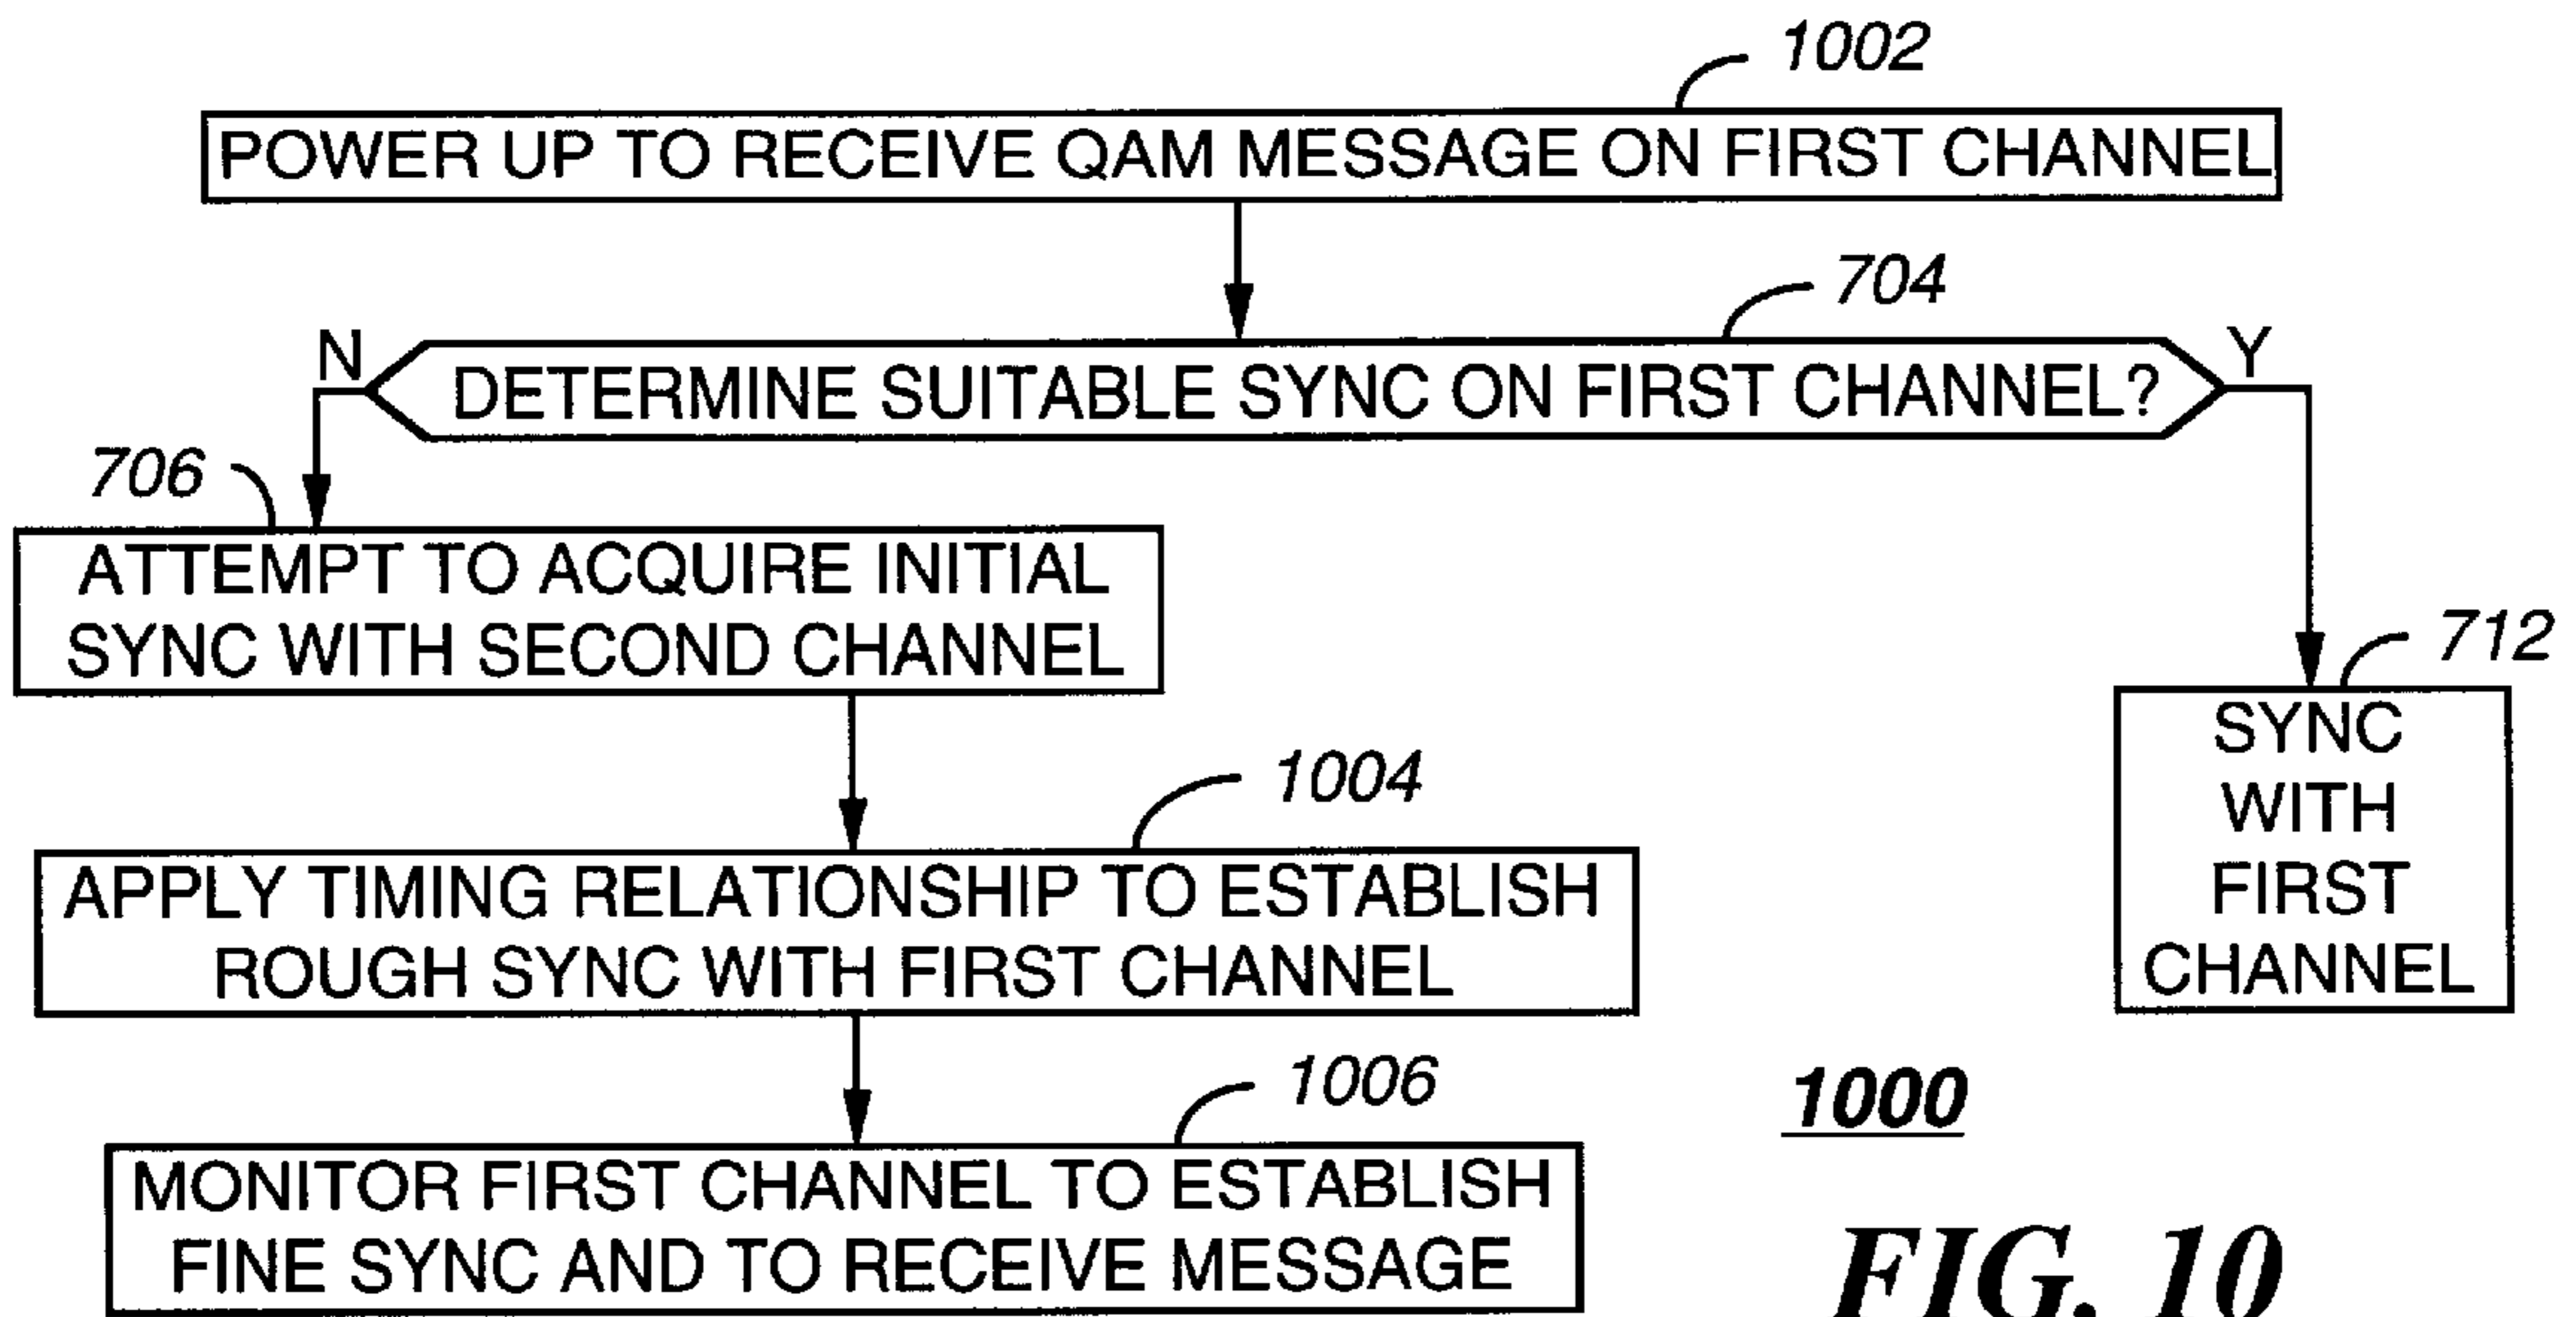 1002
POWER UP TO RECEIVE QAM MESSAGE ON FIRST CHANNEL
704
N
Y
DETERMINE SUITABLE SYNC ON FIRST CHANNEL?
706
ATTEMPT TO ACQUIRE INITIAL
SYNC WITH SECOND CHANNEL
712
SYNC
WITH
FIRST
CHANNEL
1004
APPLY TIMING RELATIONSHIP TO ESTABLISH
ROUGH SYNC WITH FIRST CHANNEL
1006
MONITOR FIRST CHANNEL TO ESTABLISH
FINE SYNC AND TO RECEIVE MESSAGE
1000
FIG. 10